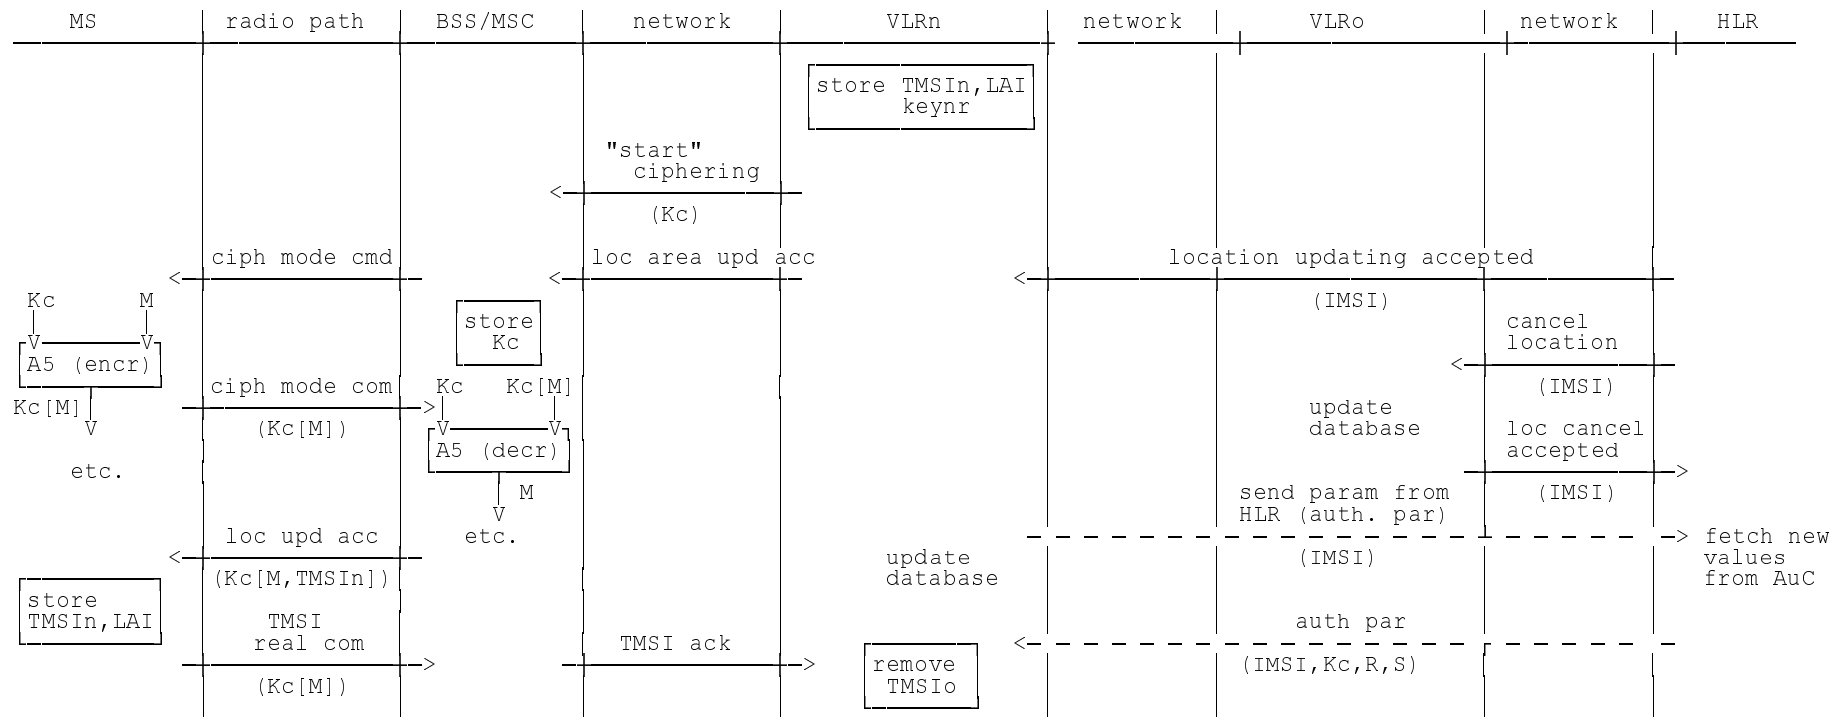 MS radio path BSS/MSC network VLRn network VLRo network HLR
store TMSIn,LAI
keynr
"start"
ciphering
(Kc)
ciph mode cmd loc area upd acc location updating accepted
Kc M (IMSI)
store cancel
V V Kc location
A5 (encr)
ciph mode com Kc Kc[M] (IMSI)
Kc[M] update
V (Kc[M]) V V database loc cancel
A5 (decr) accepted
etc.
M send param from (IMSI)
V HLR (auth. par)
loc upd acc etc. fetch new
update (IMSI) values
(Kc[M,TMSIn]) database from AuC
store
TMSIn,LAI TMSI auth par
real com TMSI ack
remove (IMSI,Kc,R,S)
(Kc[M]) TMSIo